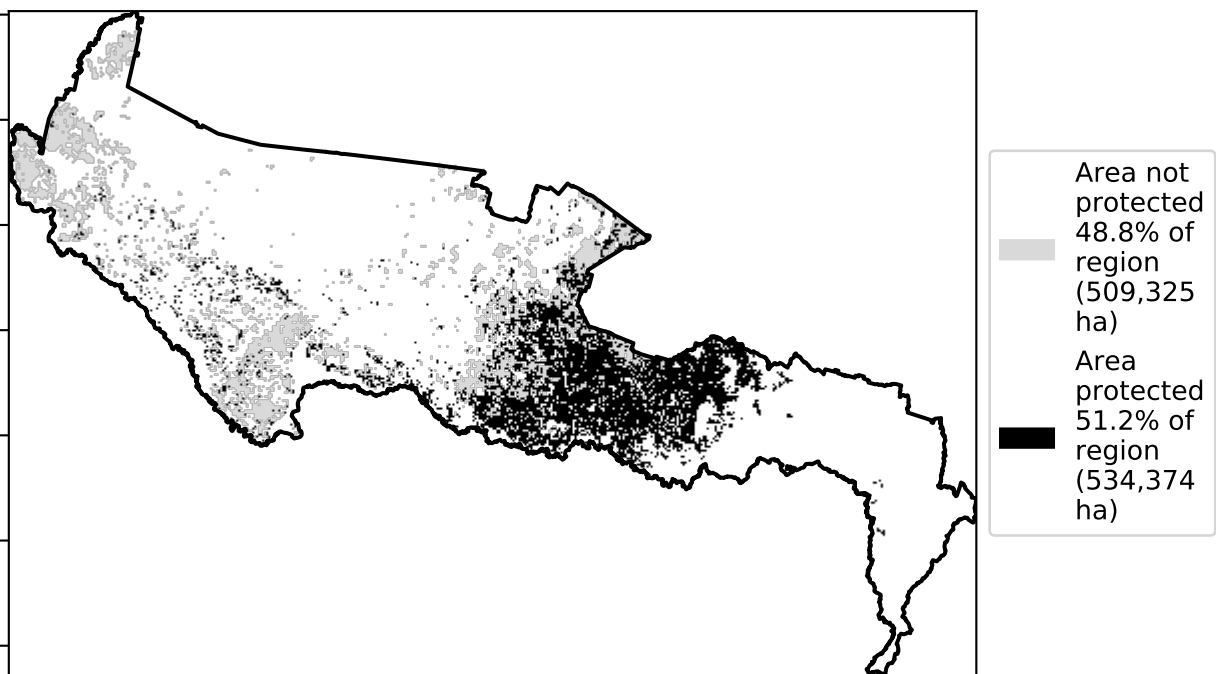 Area not
protected
48.8% of
region
(509,325
ha)
Area
protected
51.2% of
region
(534,374
ha)